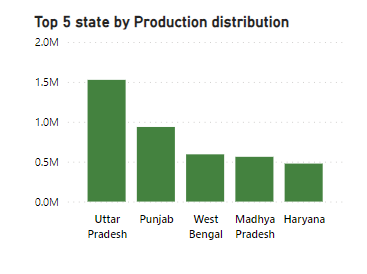 Top 5 state by Production distribution
2.0M
1.5M
1.0M
0.5M
0.0M
Uttar Pradesh
Punjab
West Bengal
Madhya Pradesh
Haryana